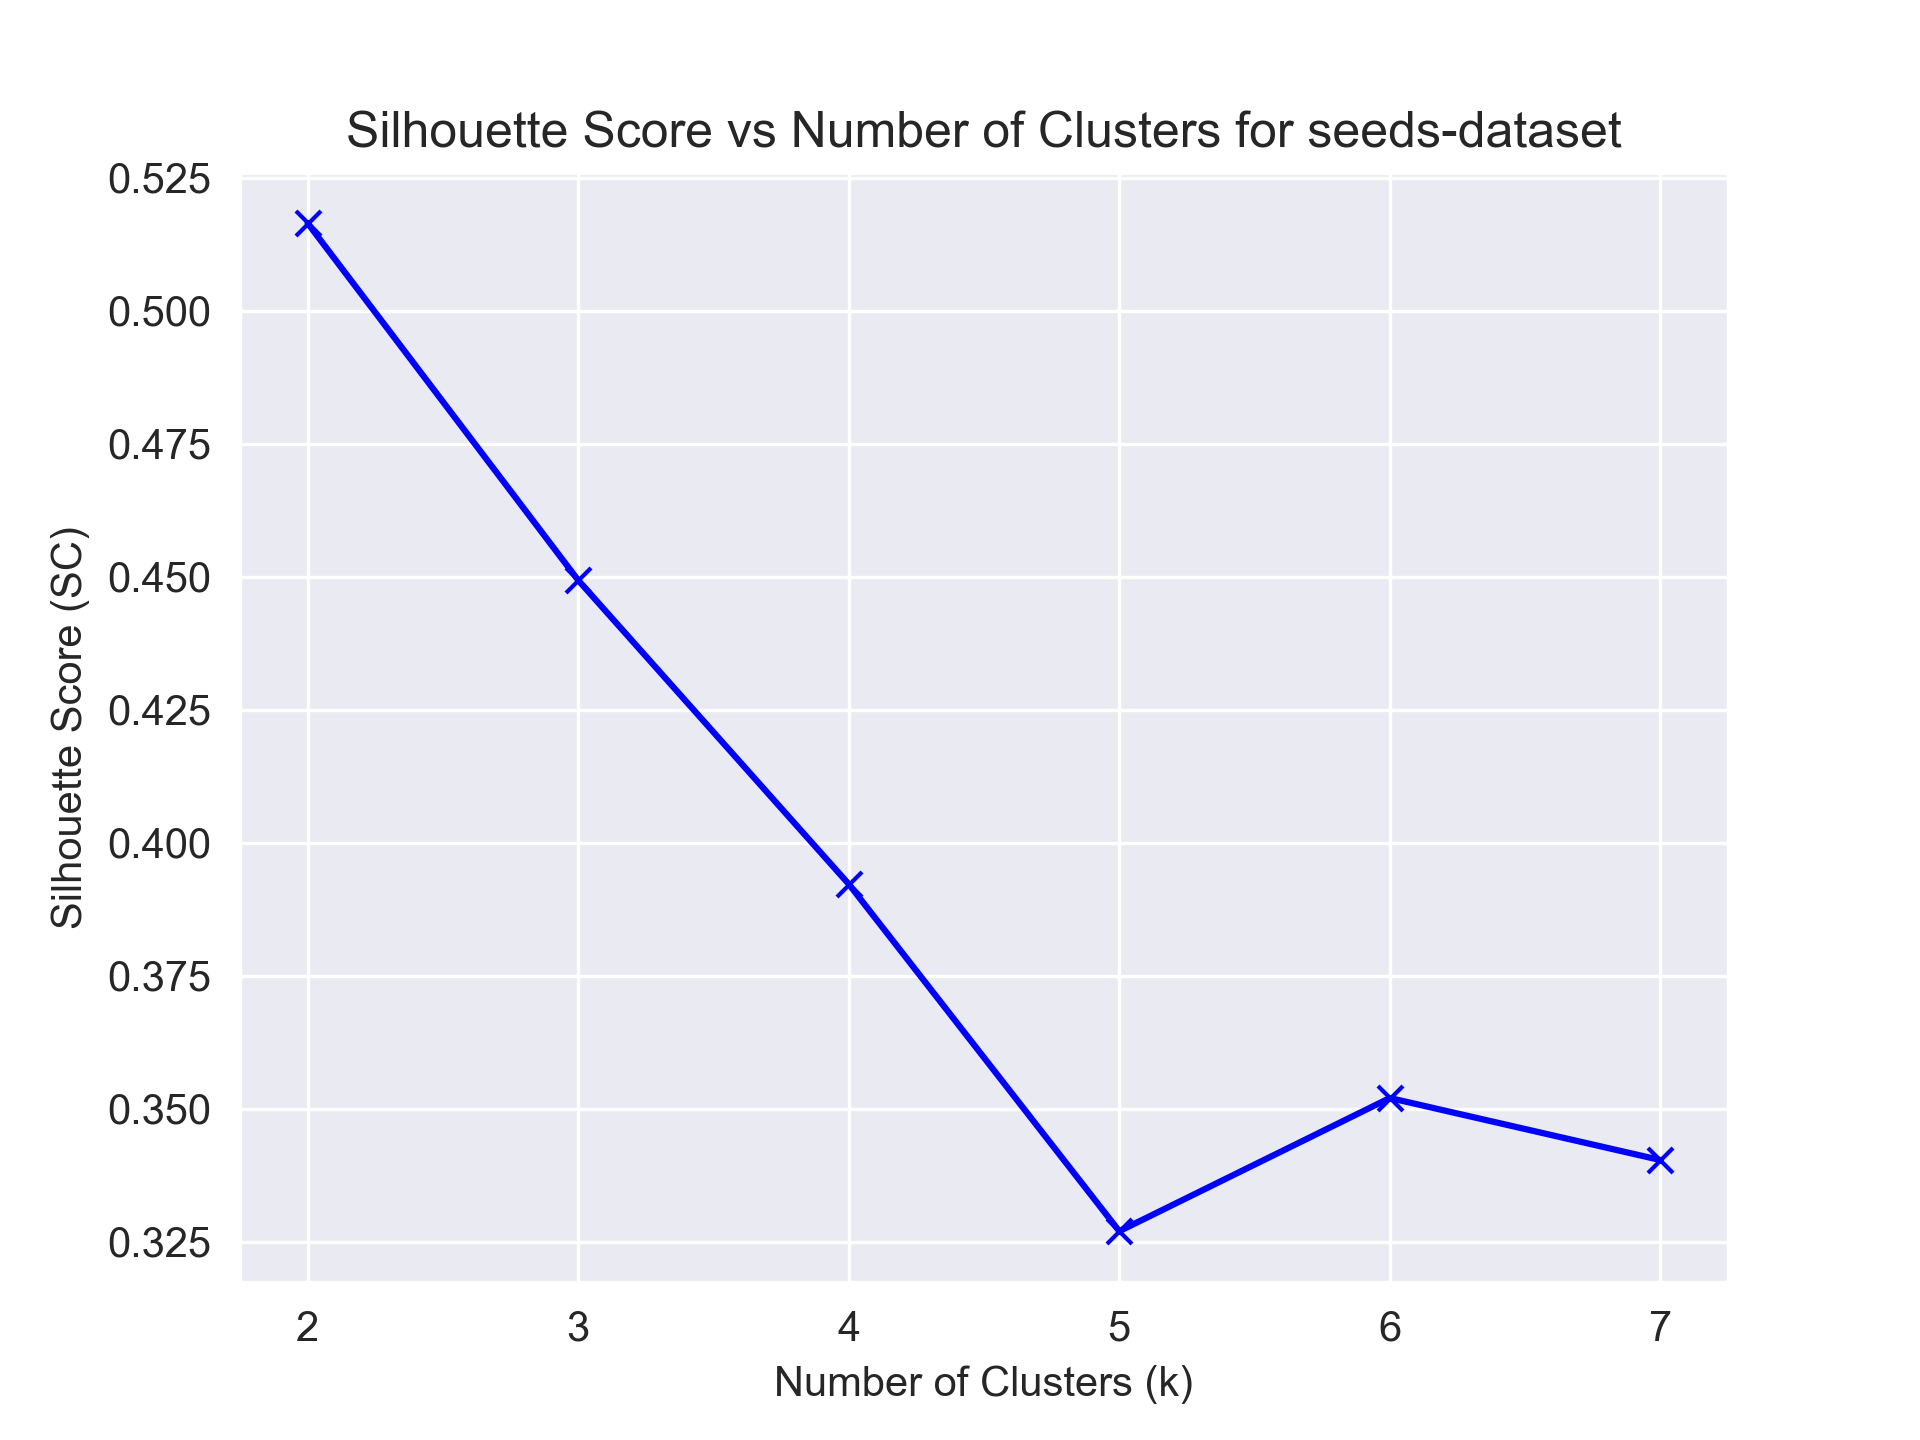 Silhouette Score vs Number of Clusters for seeds-dataset
0.525
0.500
0.475
0.450
0.425
0.400
0.375
0.350
0.325
Silhouette Score (SC)
2 3 4 5 6 7
Number of Clusters (k)